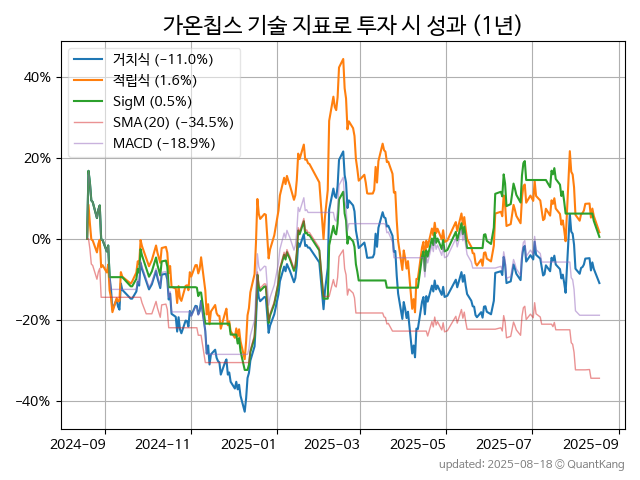 가온칩스 기술 지표로 투자 시 성과 (1년)
거치식 (−11.0%)
적립식 (1.6%)
SigM (0.5%)
SMA(20) (−34.5%)
MACD (−18.9%)
40%
20%
0%
−20%
−40%
2024-09 2024-11 2025-01 2025-03 2025-05 2025-07 2025-09
updated: 2025-08-18 © QuantKang